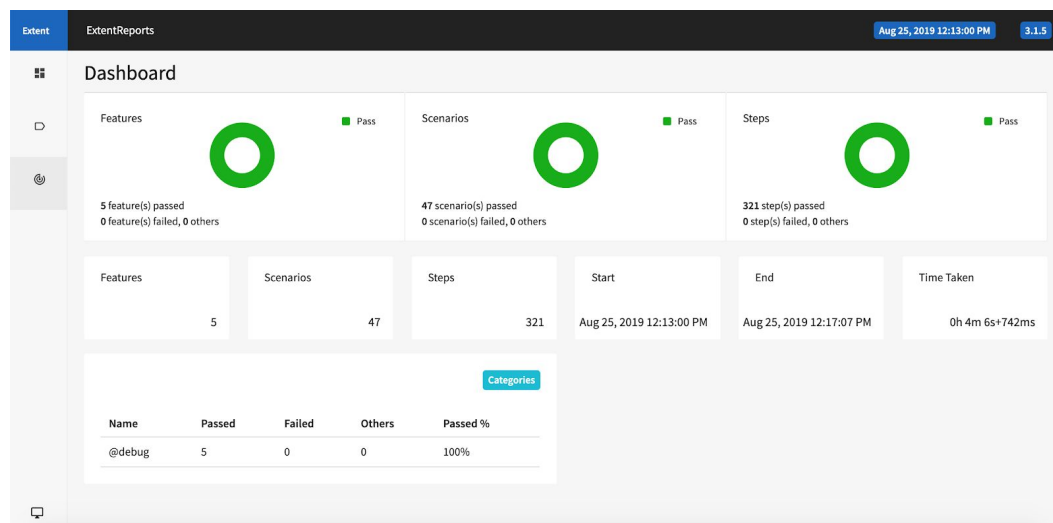 Extent ExtentReports Aug 25, 2019 12:13:00 PM 3.1.5
Dashboard
Features
Pass
5 feature(s) passed
0 feature(s) failed, 0 others
Scenarios
Pass
47 scenario(s) passed
0 scenario(s) failed, 0 others
Steps
Pass
321 step(s) passed
0 step(s) failed, 0 others
Features
5
Scenarios
47
Steps
321
Start
Aug 25, 2019 12:13:00 PM
End
Aug 25, 2019 12:17:07 PM
Time Taken
0h 4m 6s+742ms
Categories
Name Passed Failed Others Passed %
@debug 5 0 0 100%